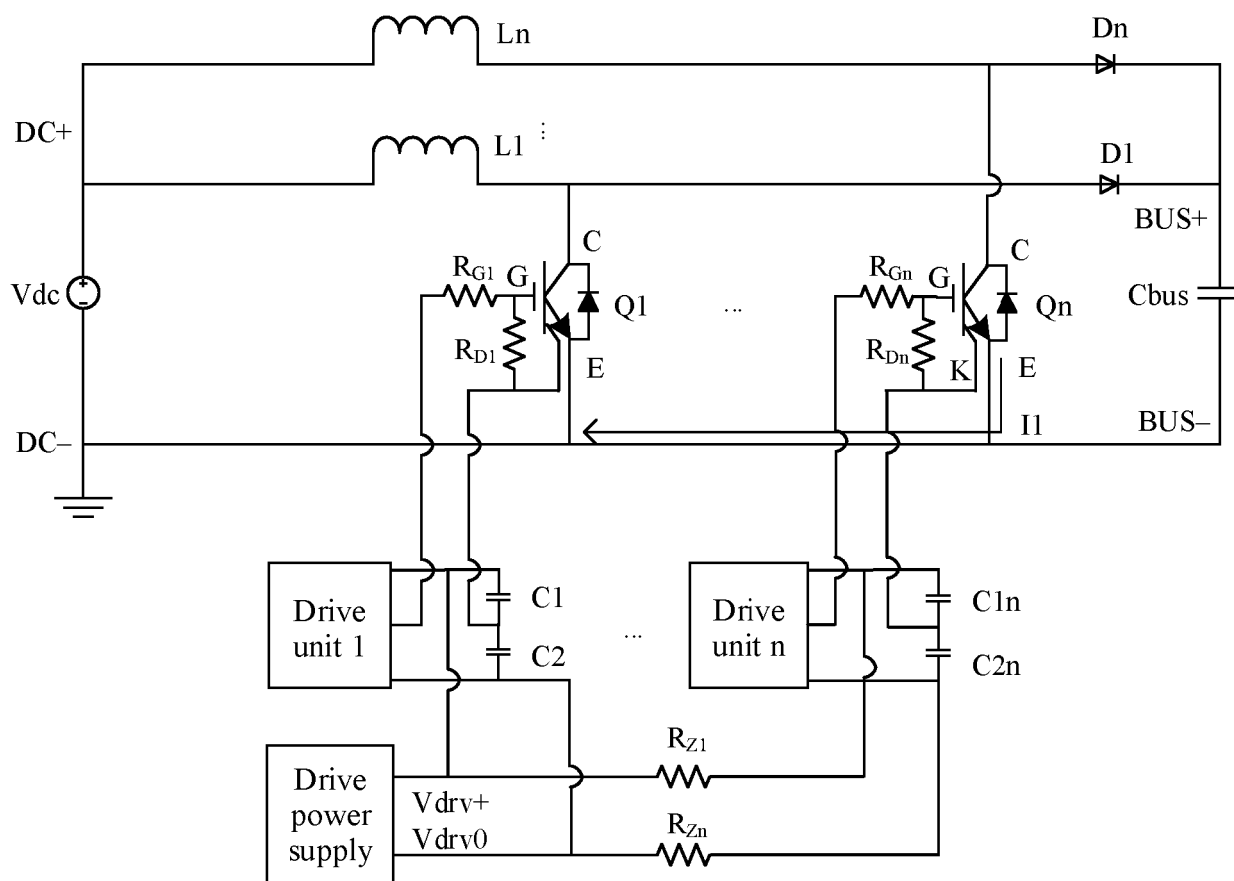 Ln
Dn
DC+
L1
⋮
D1
BUS+
C
C
RG1
G
RGn
G
Vdc
Q1
...
Qn
Cbus
RD1
E
RDn
K
E
DC–
I1
BUS–
Drive
unit 1
C1
C2
...
Drive
unit n
C1n
C2n
RZ1
Drive
power
supply
Vdrv+
Vdrv0
RZn